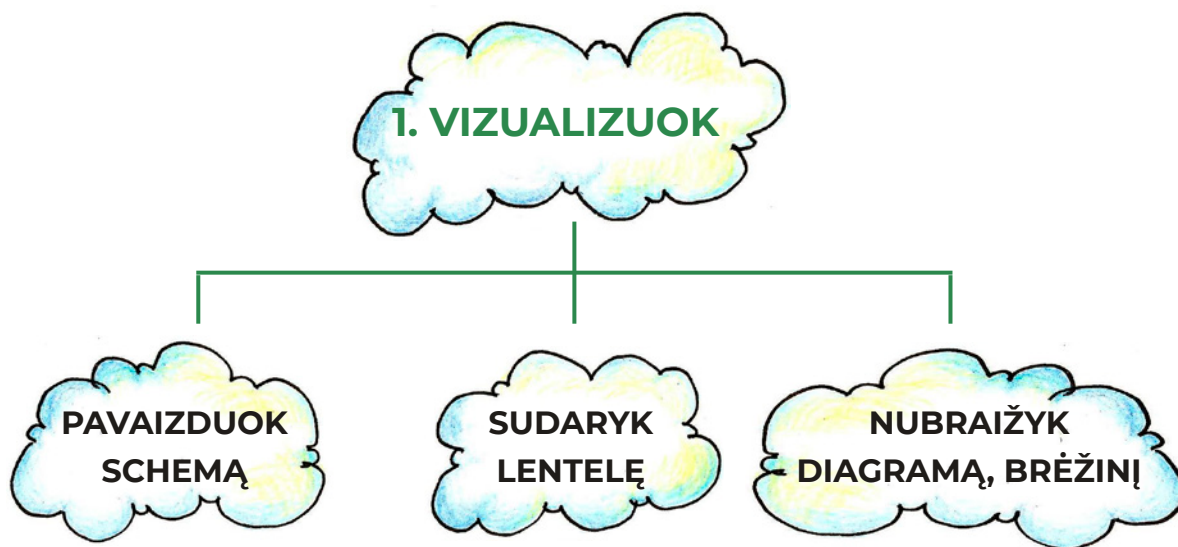 1. VIZUALIZUOK
PAVAIZDUOK
SCHEMĄ
SUDARYK
LENTELĘ
NUBRAIŽYK
DIAGRAMĄ, BRĖŽINĮ